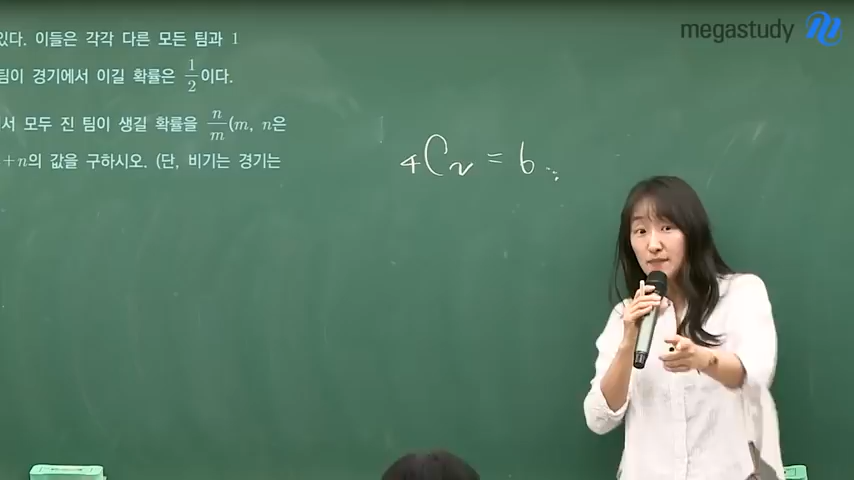 megastudy
있다. 이들은 각각 다른 모든 팀과 1
팀이 경기에서 이길 확률은 1/2이다.
서 모두 진 팀이 생길 확률을 n/m(m, n은
+n의 값을 구하시오. (단, 비기는 경기는
₄C₂ = 6